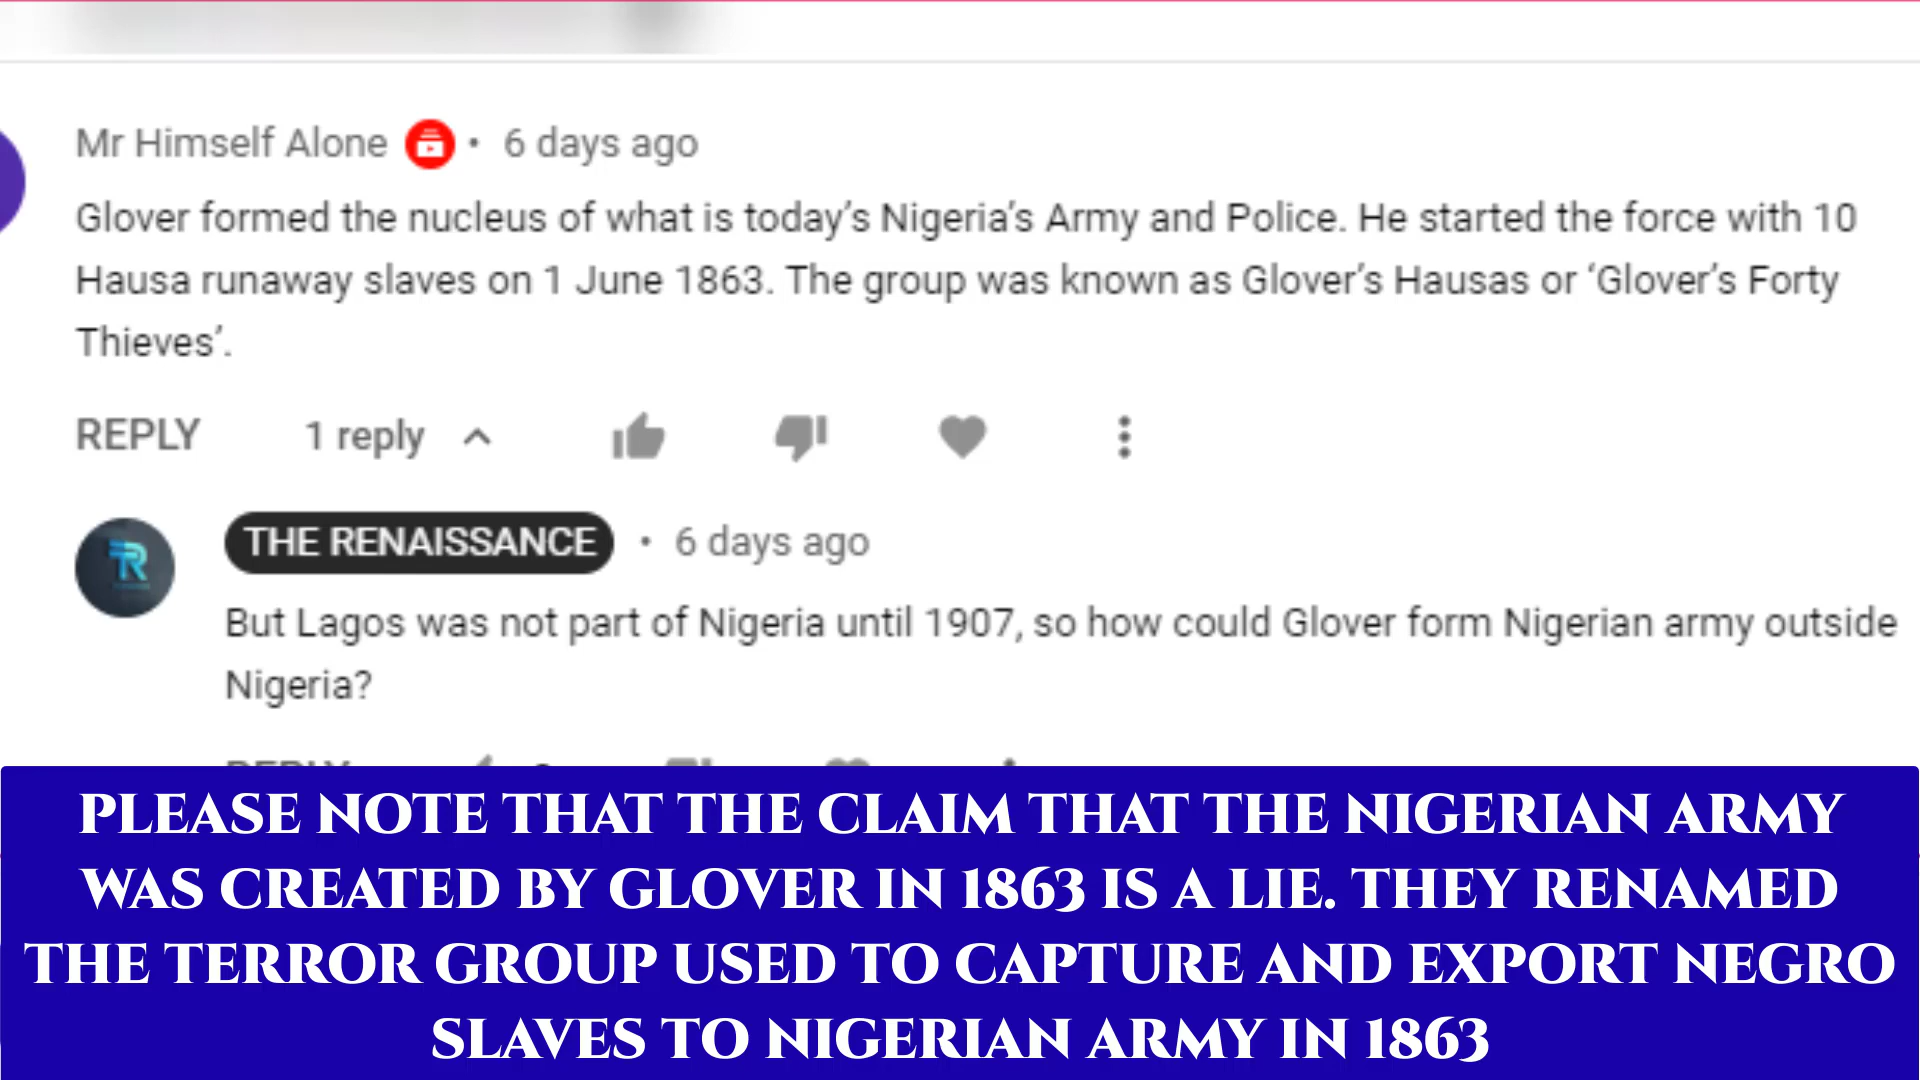 Mr Himself Alone • 6 days ago
Glover formed the nucleus of what is today's Nigeria's Army and Police. He started the force with 10
Hausa runaway slaves on 1 June 1863. The group was known as Glover's Hausas or ‘Glover's Forty
Thieves’.
REPLY 1 reply
THE RENAISSANCE • 6 days ago
But Lagos was not part of Nigeria until 1907, so how could Glover form Nigerian army outside
Nigeria?
PLEASE NOTE THAT THE CLAIM THAT THE NIGERIAN ARMY
WAS CREATED BY GLOVER IN 1863 IS A LIE. THEY RENAMED
THE TERROR GROUP USED TO CAPTURE AND EXPORT NEGRO
SLAVES TO NIGERIAN ARMY IN 1863